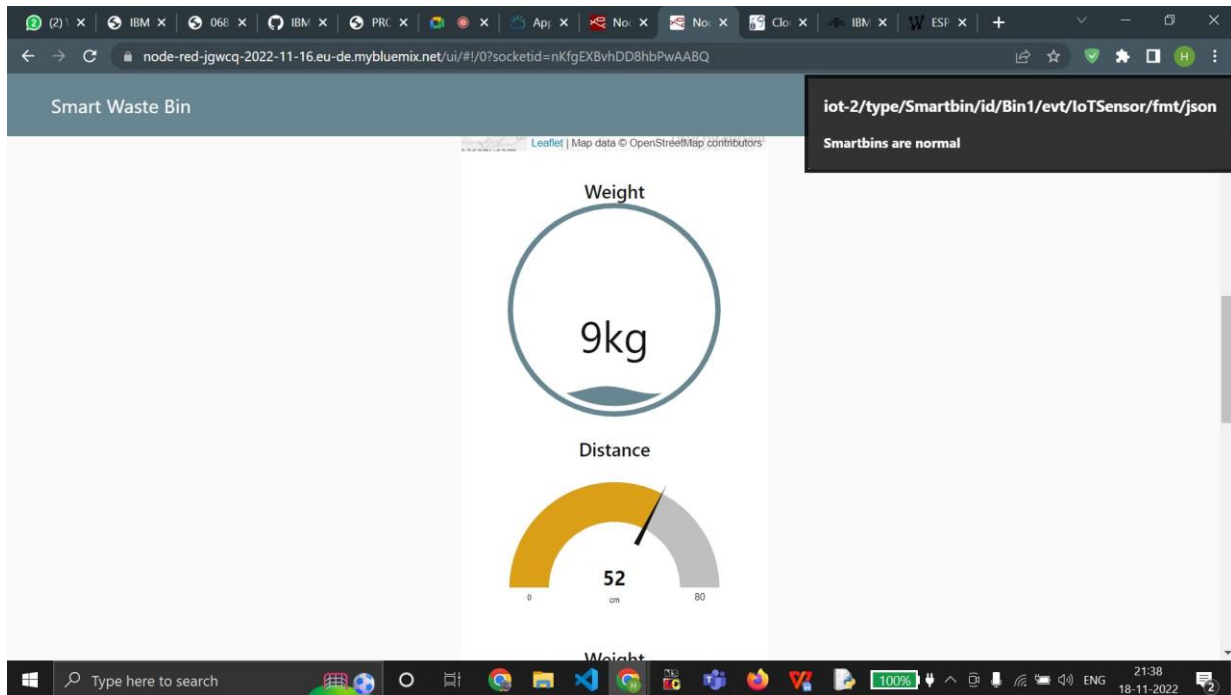 (2) \
IBM
068
IBM
PRC
App
Noc
Noc
Clo
IBM
ESP
node-red-jgwcq-2022-11-16.eu-de.mybluemix.net/ui/#!/0?socketid=nKfgEXBvhDD8hbPwAABQ
H
Smart Waste Bin
iot-2/type/Smartbin/id/Bin1/evt/IoTSensor/fmt/json
Smartbins are normal
Leaflet | Map data © OpenStreetMap contributors
Weight
9kg
Distance
52
cm
0
80
Weight
Type here to search
100%
ENG
21:38
18-11-2022
2